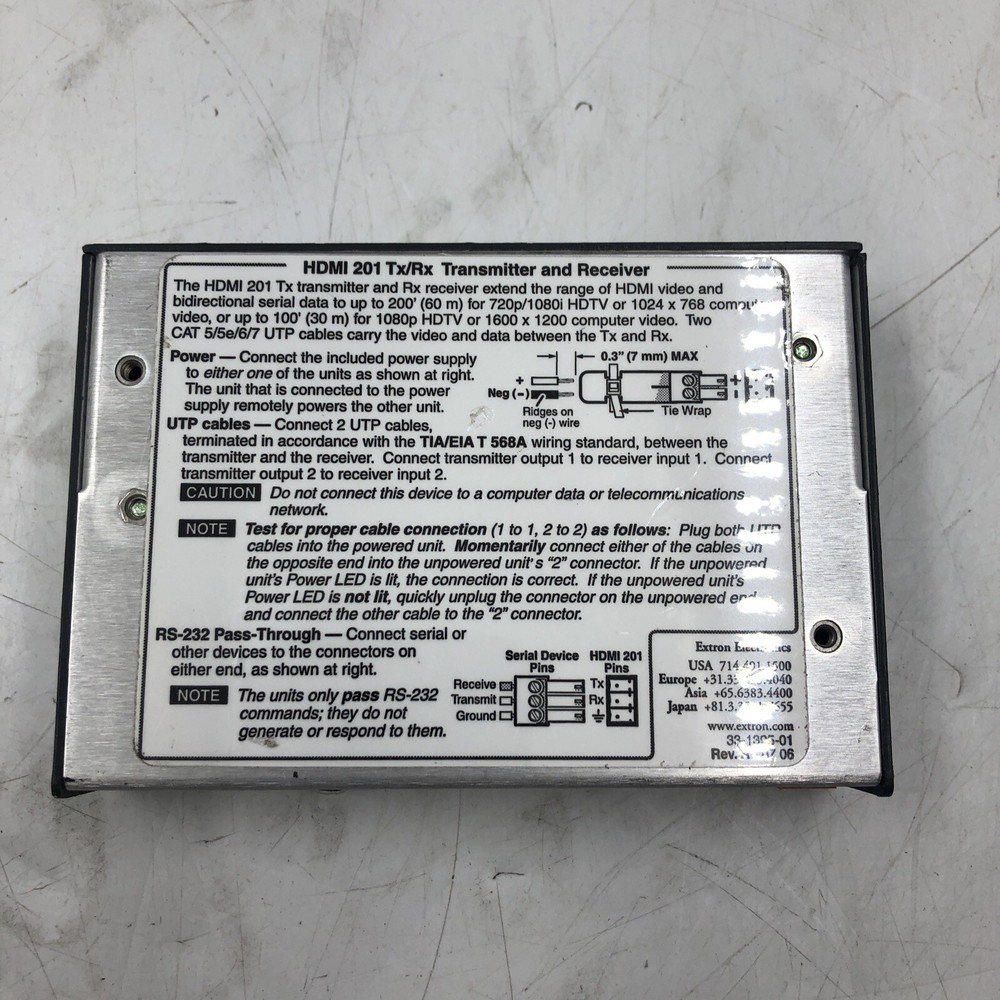 HDMI 201 Tx/Rx Transmitter and Receiver
The HDMI 201 Tx transmitter and Rx receiver extend the range of HDMI video and
bidirectional serial data to up to 200' (60 m) for 720p/1080i HDTV or 1024 x 768
video, or up to 100' (30 m) for 1080p HDTV or 1600 x 1200 computer video. Two
CAT 5/5e/6/7 UTP cables carry the video and data between the Tx and Rx.
Power — Connect the included power supply
to either one of the units as shown at right.
The unit that is connected to the power
supply remotely powers the other unit.
0.3" (7 mm) MAX
+
Neg (–)
Ridges on
neg (-) wire
Tie Wrap
UTP cables — Connect 2 UTP cables,
terminated in accordance with the TIA/EIA T 568A wiring standard, between the
transmitter and the receiver. Connect transmitter output 1 to receiver input 1. Connect
transmitter output 2 to receiver input 2.
CAUTION Do not connect this device to a computer data or telecommunications
network.
NOTE Test for proper cable connection (1 to 1, 2 to 2) as follows: Plug both UTP
cables into the powered unit. Momentarily connect either of the cables on
the opposite end into the unpowered unit's "2" connector. If the unpowered
unit's Power LED is lit, the connection is correct. If the unpowered unit's
Power LED is not lit, quickly unplug the connector on the unpowered end
and connect the other cable to the "2" connector.
RS-232 Pass-Through — Connect serial or
other devices to the connectors on
either end, as shown at right.
NOTE The units only pass RS-232
commands; they do not
generate or respond to them.
Serial Device
Pins
HDMI 201
Pins
Receive
Transmit
Ground
Tx
Rx
Extron
USA 714
Europe
Asia +65.6383.4400
Japan
www.extron.com
Rev.
06